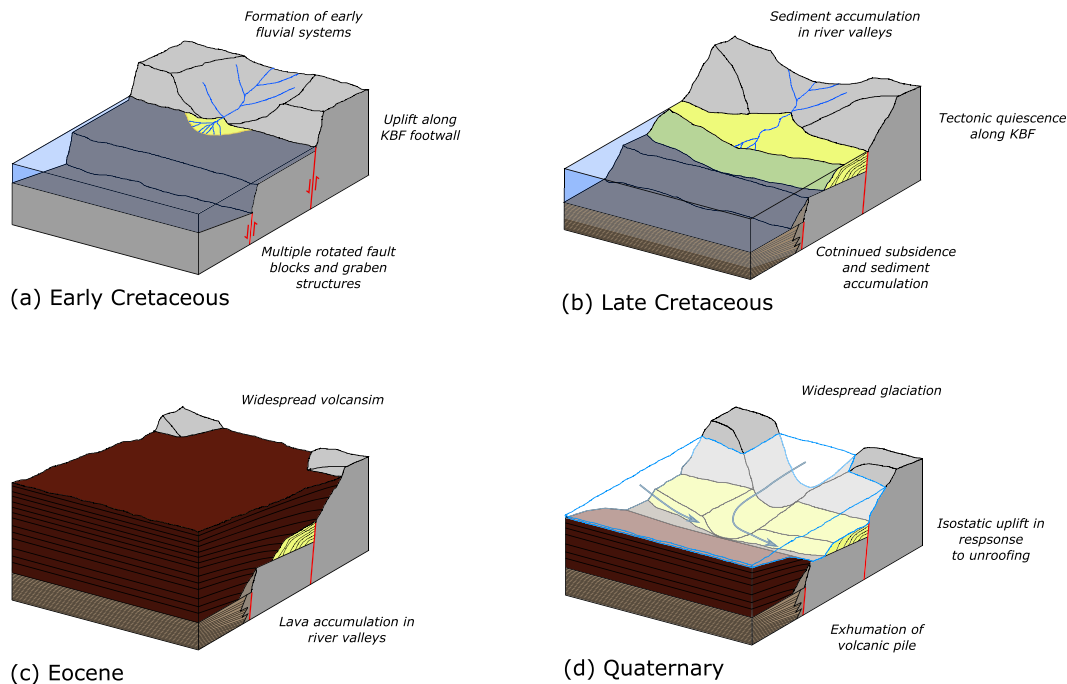 Formation of early
fluvial systems
Uplift along
KBF footwall
Multiple rotated fault
blocks and graben
structures
(a) Early Cretaceous
Sediment accumulation
in river valleys
Tectonic quiescence
along KBF
Cotninued subsidence
and sediment
accumulation
(b) Late Cretaceous
Widespread volcansim
Lava accumulation in
river valleys
(c) Eocene
Widespread glaciation
Isostatic uplift in
respsonse
to unroofing
Exhumation of
volcanic pile
(d) Quaternary